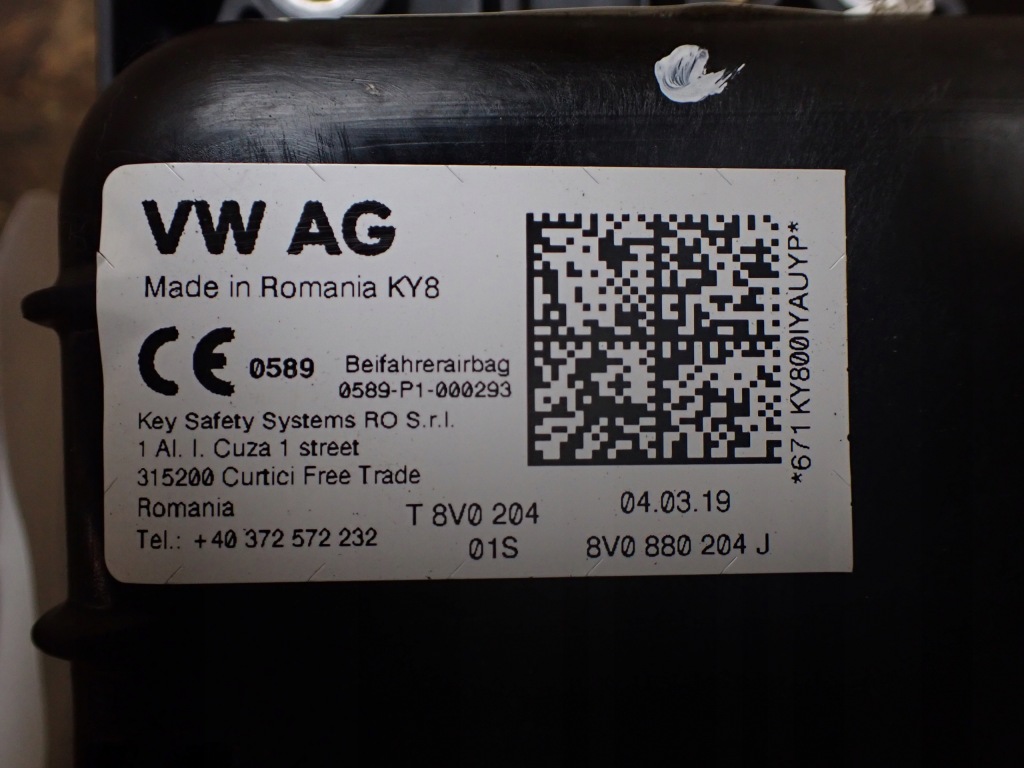 VW AG
Made in Romania KY8
CE 0589
Beifahrerairbag
0589-P1-000293
Key Safety Systems RO S.r.l.
1 Al. I. Cuza 1 street
315200 Curtici Free Trade
Romania
Tel.: +40 372 572 232
T 8V0 204
01S
04.03.19
8V0 880 204 J
*671 KY800IYAUYP*